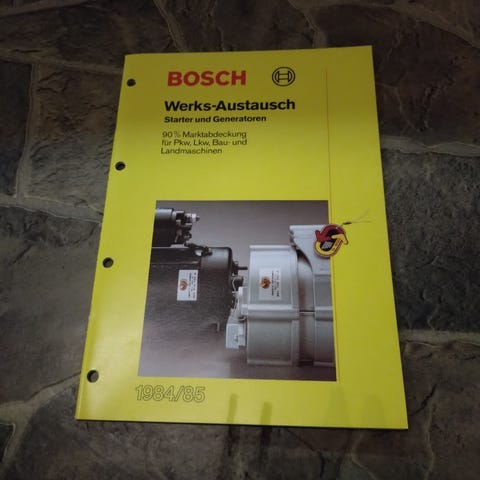 BOSCH
Werks-Austausch
Starter und Generatoren
90% Marktabdeckung
für Pkw, Lkw, Bau- und
Landmaschinen
1984/85